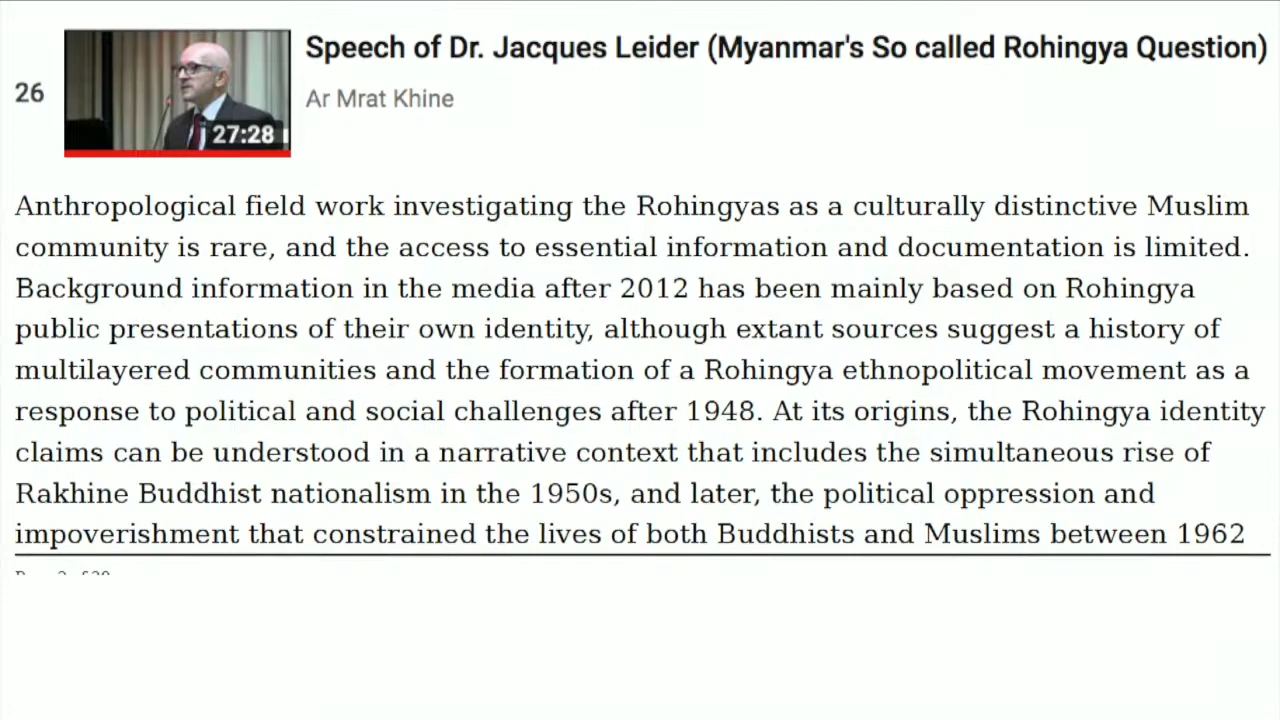 Speech of Dr. Jacques Leider (Myanmar's So called Rohingya Question)
26
Ar Mrat Khine
27:28
Anthropological field work investigating the Rohingyas as a culturally distinctive Muslim
community is rare, and the access to essential information and documentation is limited.
Background information in the media after 2012 has been mainly based on Rohingya
public presentations of their own identity, although extant sources suggest a history of
multilayered communities and the formation of a Rohingya ethnopolitical movement as a
response to political and social challenges after 1948. At its origins, the Rohingya identity
claims can be understood in a narrative context that includes the simultaneous rise of
Rakhine Buddhist nationalism in the 1950s, and later, the political oppression and
impoverishment that constrained the lives of both Buddhists and Muslims between 1962